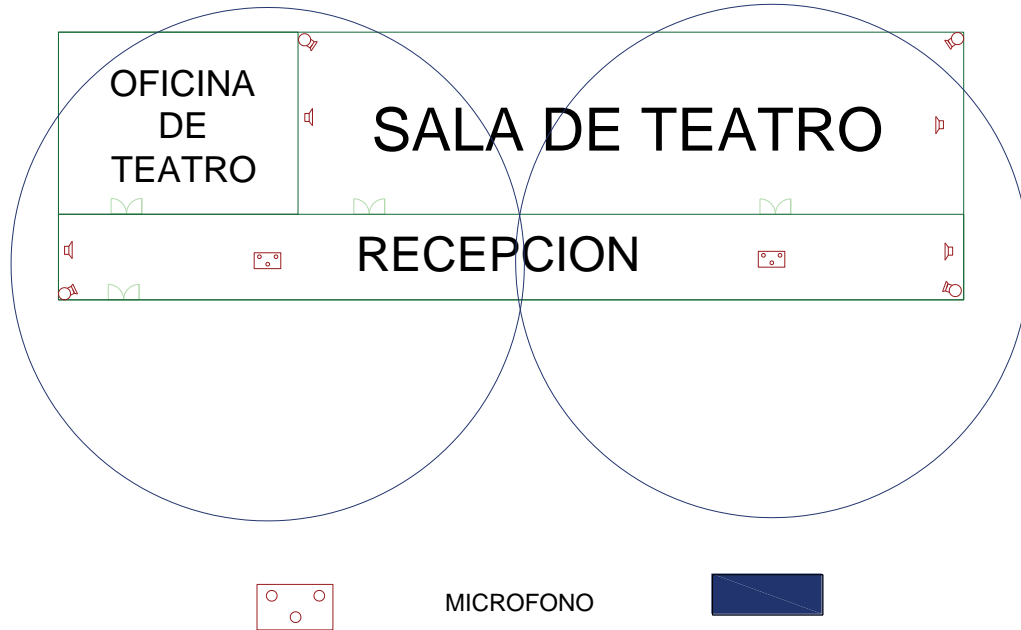 OFICINA
DE
TEATRO
SALA DE TEATRO
RECEPCION
MICROFONO